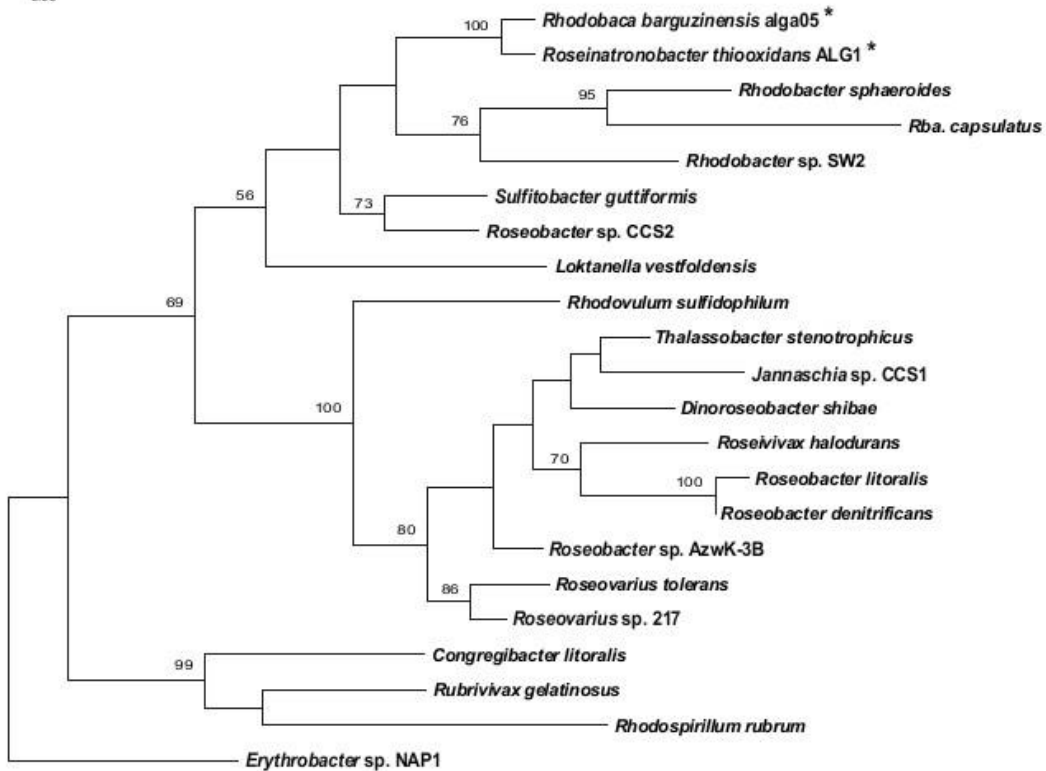 100
Rhodobaca barguzinensis alga05 *
Roseinatronobacter thiooxidans ALG1 *
95
Rhodobacter sphaeroides
Rba. capsulatus
76
Rhodobacter sp. SW2
56
73
Sulfitobacter guttiformis
Roseobacter sp. CCS2
Loktanella vestfoldensis
69
Rhodovulum sulfidophilum
Thalassobacter stenotrophicus
Jannaschia sp. CCS1
100
Dinoroseobacter shibae
70
Roseivivax halodurans
100
Roseobacter litoralis
Roseobacter denitrificans
80
Roseobacter sp. AzwK-3B
86
Roseovarius tolerans
Roseovarius sp. 217
99
Congregibacter litoralis
Rubrivivax gelatinosus
Rhodospirillum rubrum
Erythrobacter sp. NAP1